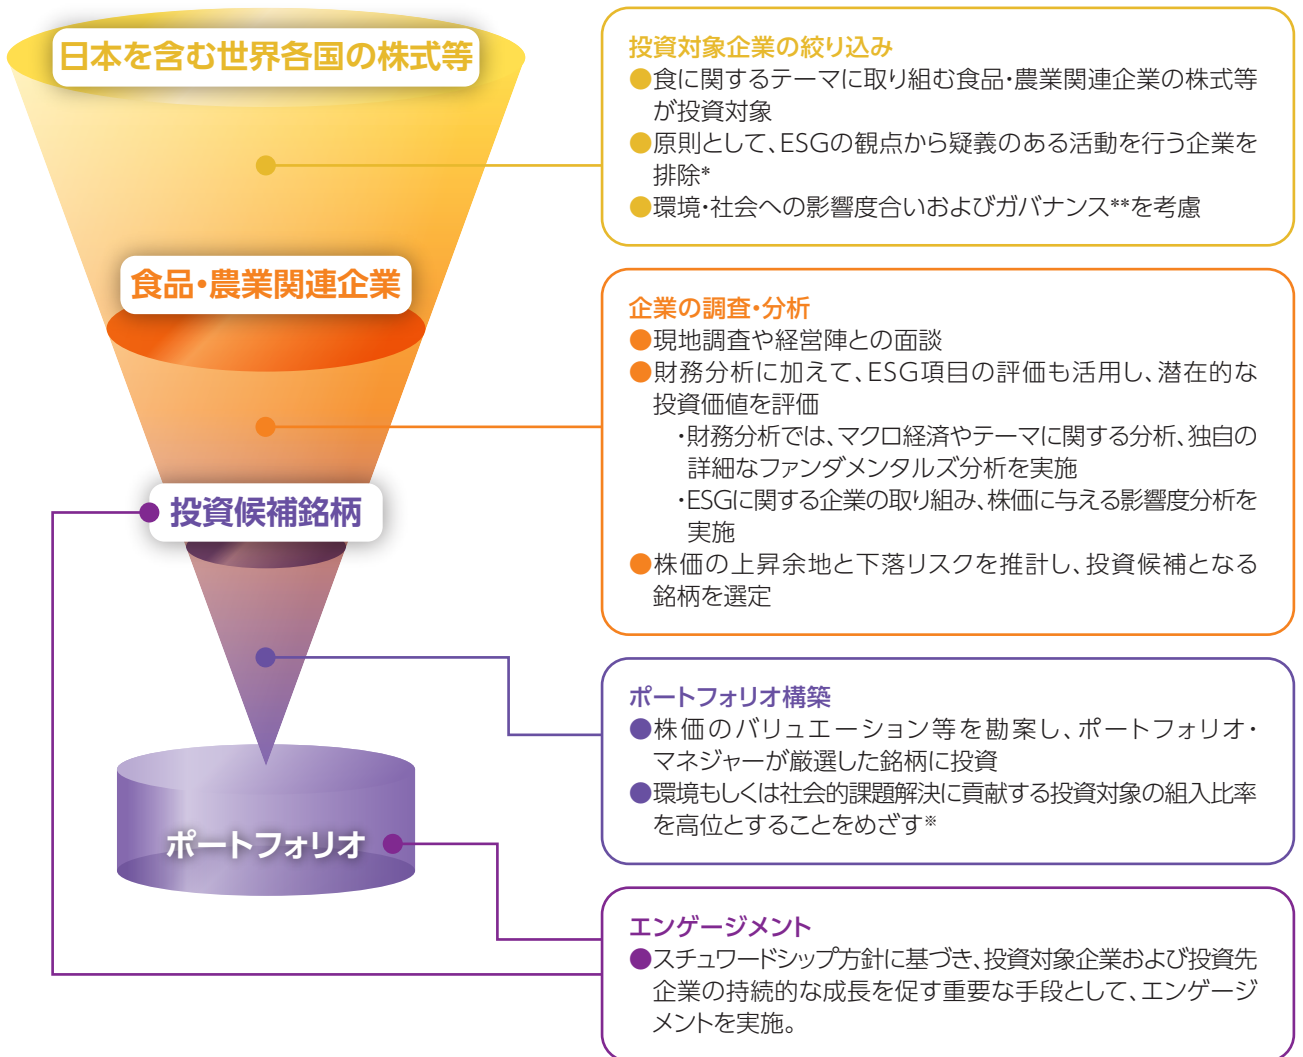 日本を含む世界各国の株式等
食品・農業関連企業
投資候補銘柄
ポートフォリオ
投資対象企業の絞り込み
●食に関するテーマに取り組む食品・農業関連企業の株式等
が投資対象
●原則として、ESGの観点から疑義のある活動を行う企業を
排除*
●環境・社会への影響度合いおよびガバナンス**を考慮
企業の調査・分析
●現地調査や経営陣との面談
●財務分析に加えて、ESG項目の評価も活用し、潜在的な
投資価値を評価
・財務分析では、マクロ経済やテーマに関する分析、独自の
詳細なファンダメンタルズ分析を実施
・ESGに関する企業の取り組み、株価に与える影響度分析を
実施
●株価の上昇余地と下落リスクを推計し、投資候補となる
銘柄を選定
ポートフォリオ構築
●株価のバリュエーション等を勘案し、ポートフォリオ・
マネジャーが厳選した銘柄に投資
●環境もしくは社会的課題解決に貢献する投資対象の組入比率
を高位とすることをめざす※
エンゲージメント
●スチュワードシップ方針に基づき、投資対象企業および投資先
企業の持続的な成長を促す重要な手段として、エンゲージ
メントを実施。